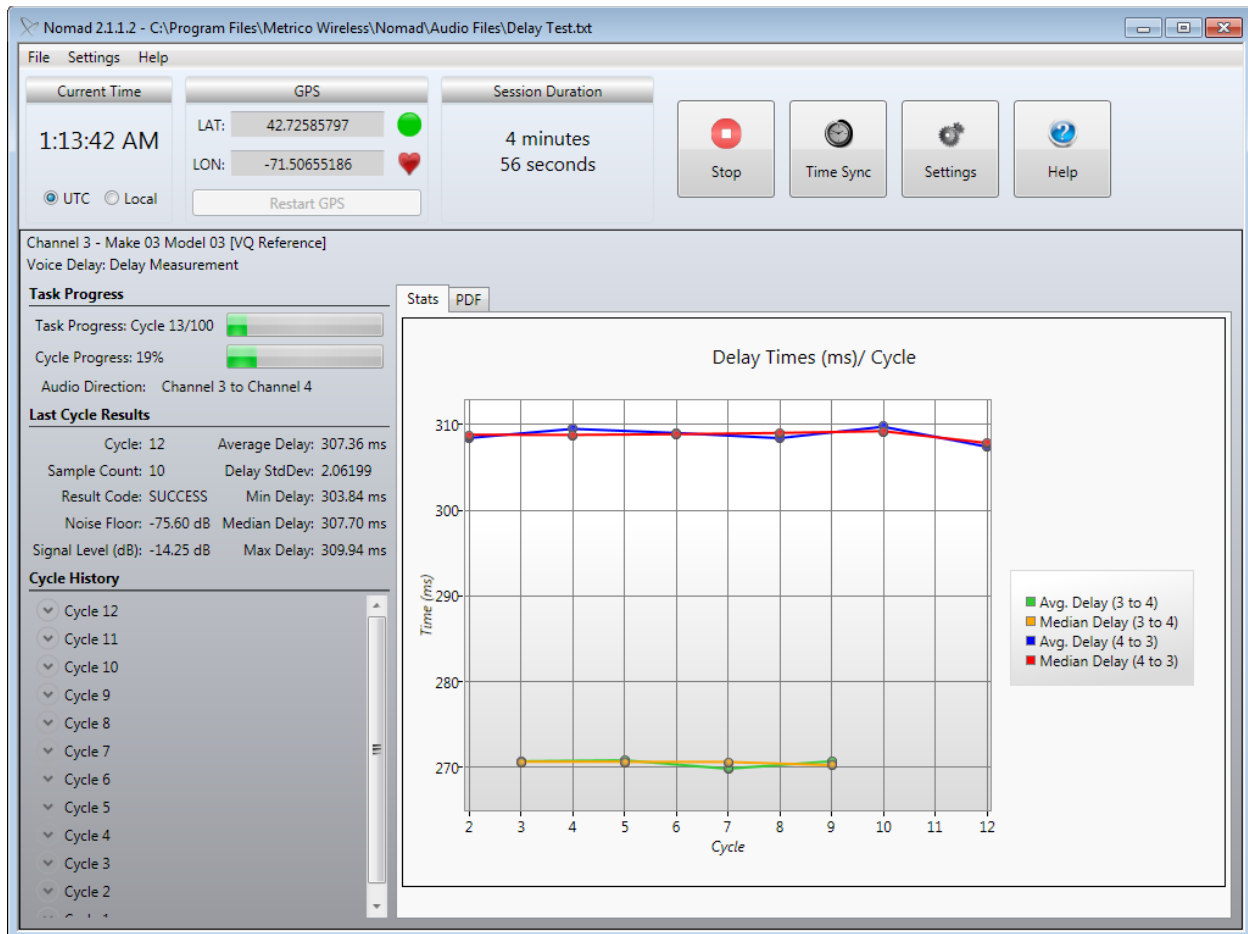 Nomad 2.1.1.2 - C:\Program Files\Metrico Wireless\Nomad\Audio Files\Delay Test.txt
File Settings Help
Current Time
1:13:42 AM
UTC Local
GPS
LAT: 42.72585797
LON: -71.50655186
Restart GPS
Session Duration
4 minutes
56 seconds
Stop
Time Sync
Settings
Help
Channel 3 - Make 03 Model 03 [VQ Reference]
Voice Delay: Delay Measurement
Task Progress
Task Progress: Cycle 13/100
Cycle Progress: 19%
Audio Direction: Channel 3 to Channel 4
Last Cycle Results
Cycle: 12 Average Delay: 307.36 ms
Sample Count: 10 Delay StdDev: 2.06199
Result Code: SUCCESS Min Delay: 303.84 ms
Noise Floor: -75.60 dB Median Delay: 307.70 ms
Signal Level (dB): -14.25 dB Max Delay: 309.94 ms
Cycle History
Cycle 12
Cycle 11
Cycle 10
Cycle 9
Cycle 8
Cycle 7
Cycle 6
Cycle 5
Cycle 4
Cycle 3
Cycle 2
Stats PDF
Delay Times (ms)/ Cycle
310
300
290
280
270
Time (ms)
2 3 4 5 6 7 8 9 10 11 12
Cycle
Avg. Delay (3 to 4)
Median Delay (3 to 4)
Avg. Delay (4 to 3)
Median Delay (4 to 3)